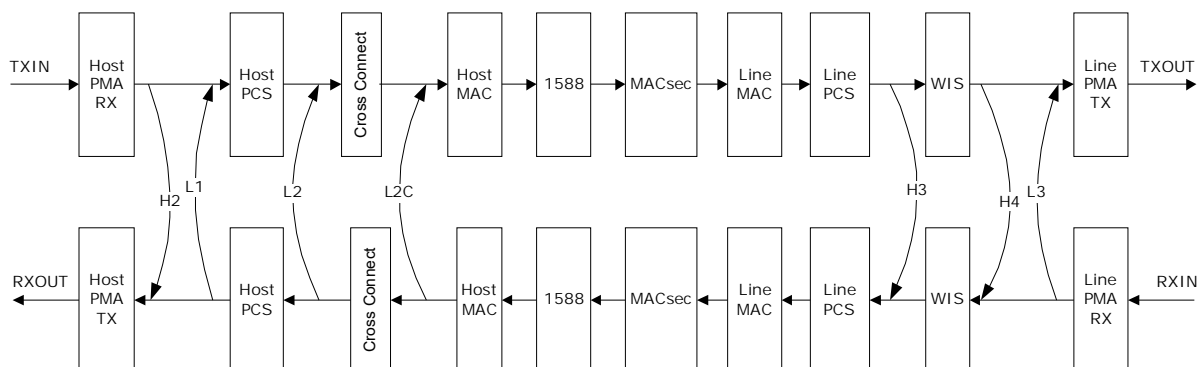 TXIN
Host
PMA
RX
Host
PCS
Cross Connect
Host
MAC
1588
MACsec
Line
MAC
Line
PCS
WIS
Line
PMA
TX
TXOUT
H2
L1
L2
L2C
H3
H4
L3
RXOUT
Host
PMA
TX
Host
PCS
Cross Connect
Host
MAC
1588
MACsec
Line
MAC
Line
PCS
WIS
Line
PMA
RX
RXIN